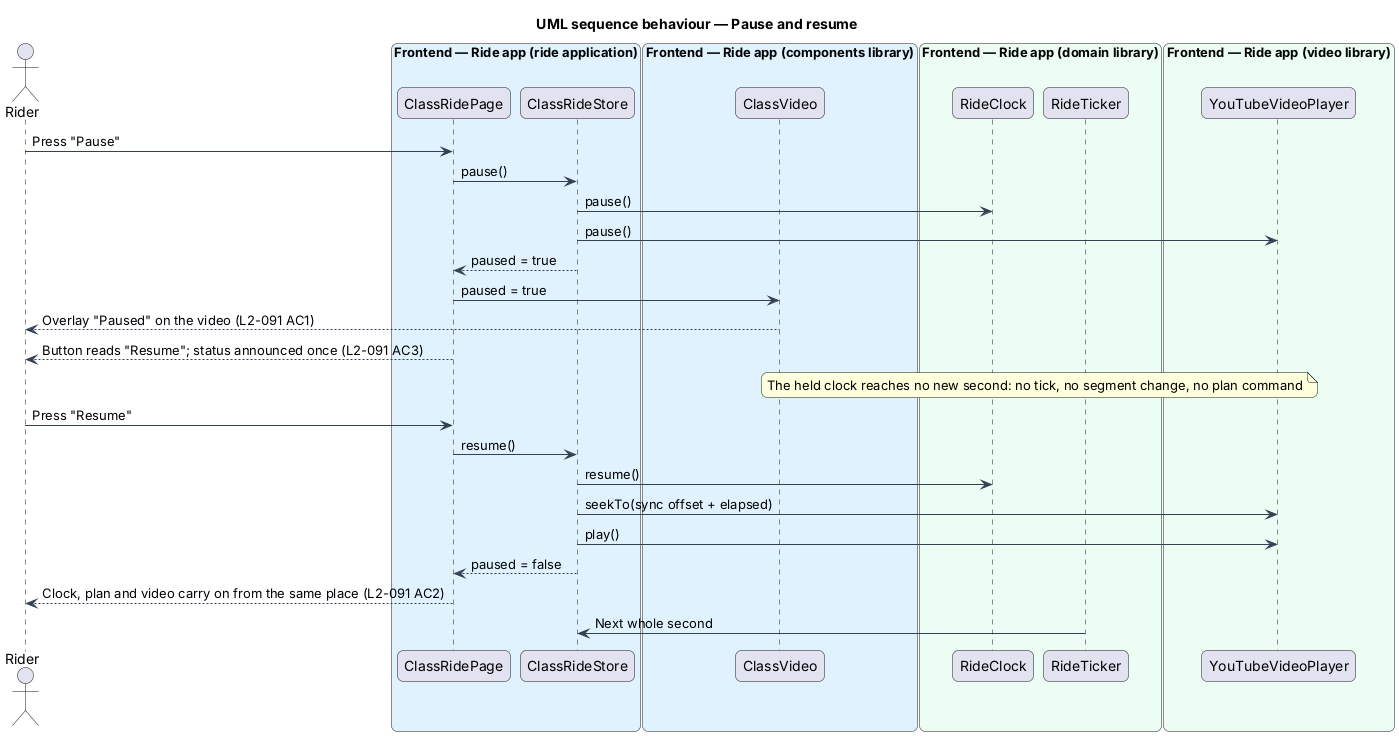 UML sequence behaviour — Pause and resume
Frontend — Ride app (ride application)
Frontend — Ride app (components library)
Frontend — Ride app (domain library)
Frontend — Ride app (video library)
Rider
ClassRidePage
ClassRideStore
ClassVideo
RideClock
RideTicker
YouTubeVideoPlayer
Press "Pause"
pause()
pause()
pause()
paused = true
paused = true
Overlay "Paused" on the video (L2-091 AC1)
Button reads "Resume"; status announced once (L2-091 AC3)
The held clock reaches no new second: no tick, no segment change, no plan command
Press "Resume"
resume()
resume()
seekTo(sync offset + elapsed)
play()
paused = false
Clock, plan and video carry on from the same place (L2-091 AC2)
Next whole second
Rider
ClassRidePage
ClassRideStore
ClassVideo
RideClock
RideTicker
YouTubeVideoPlayer